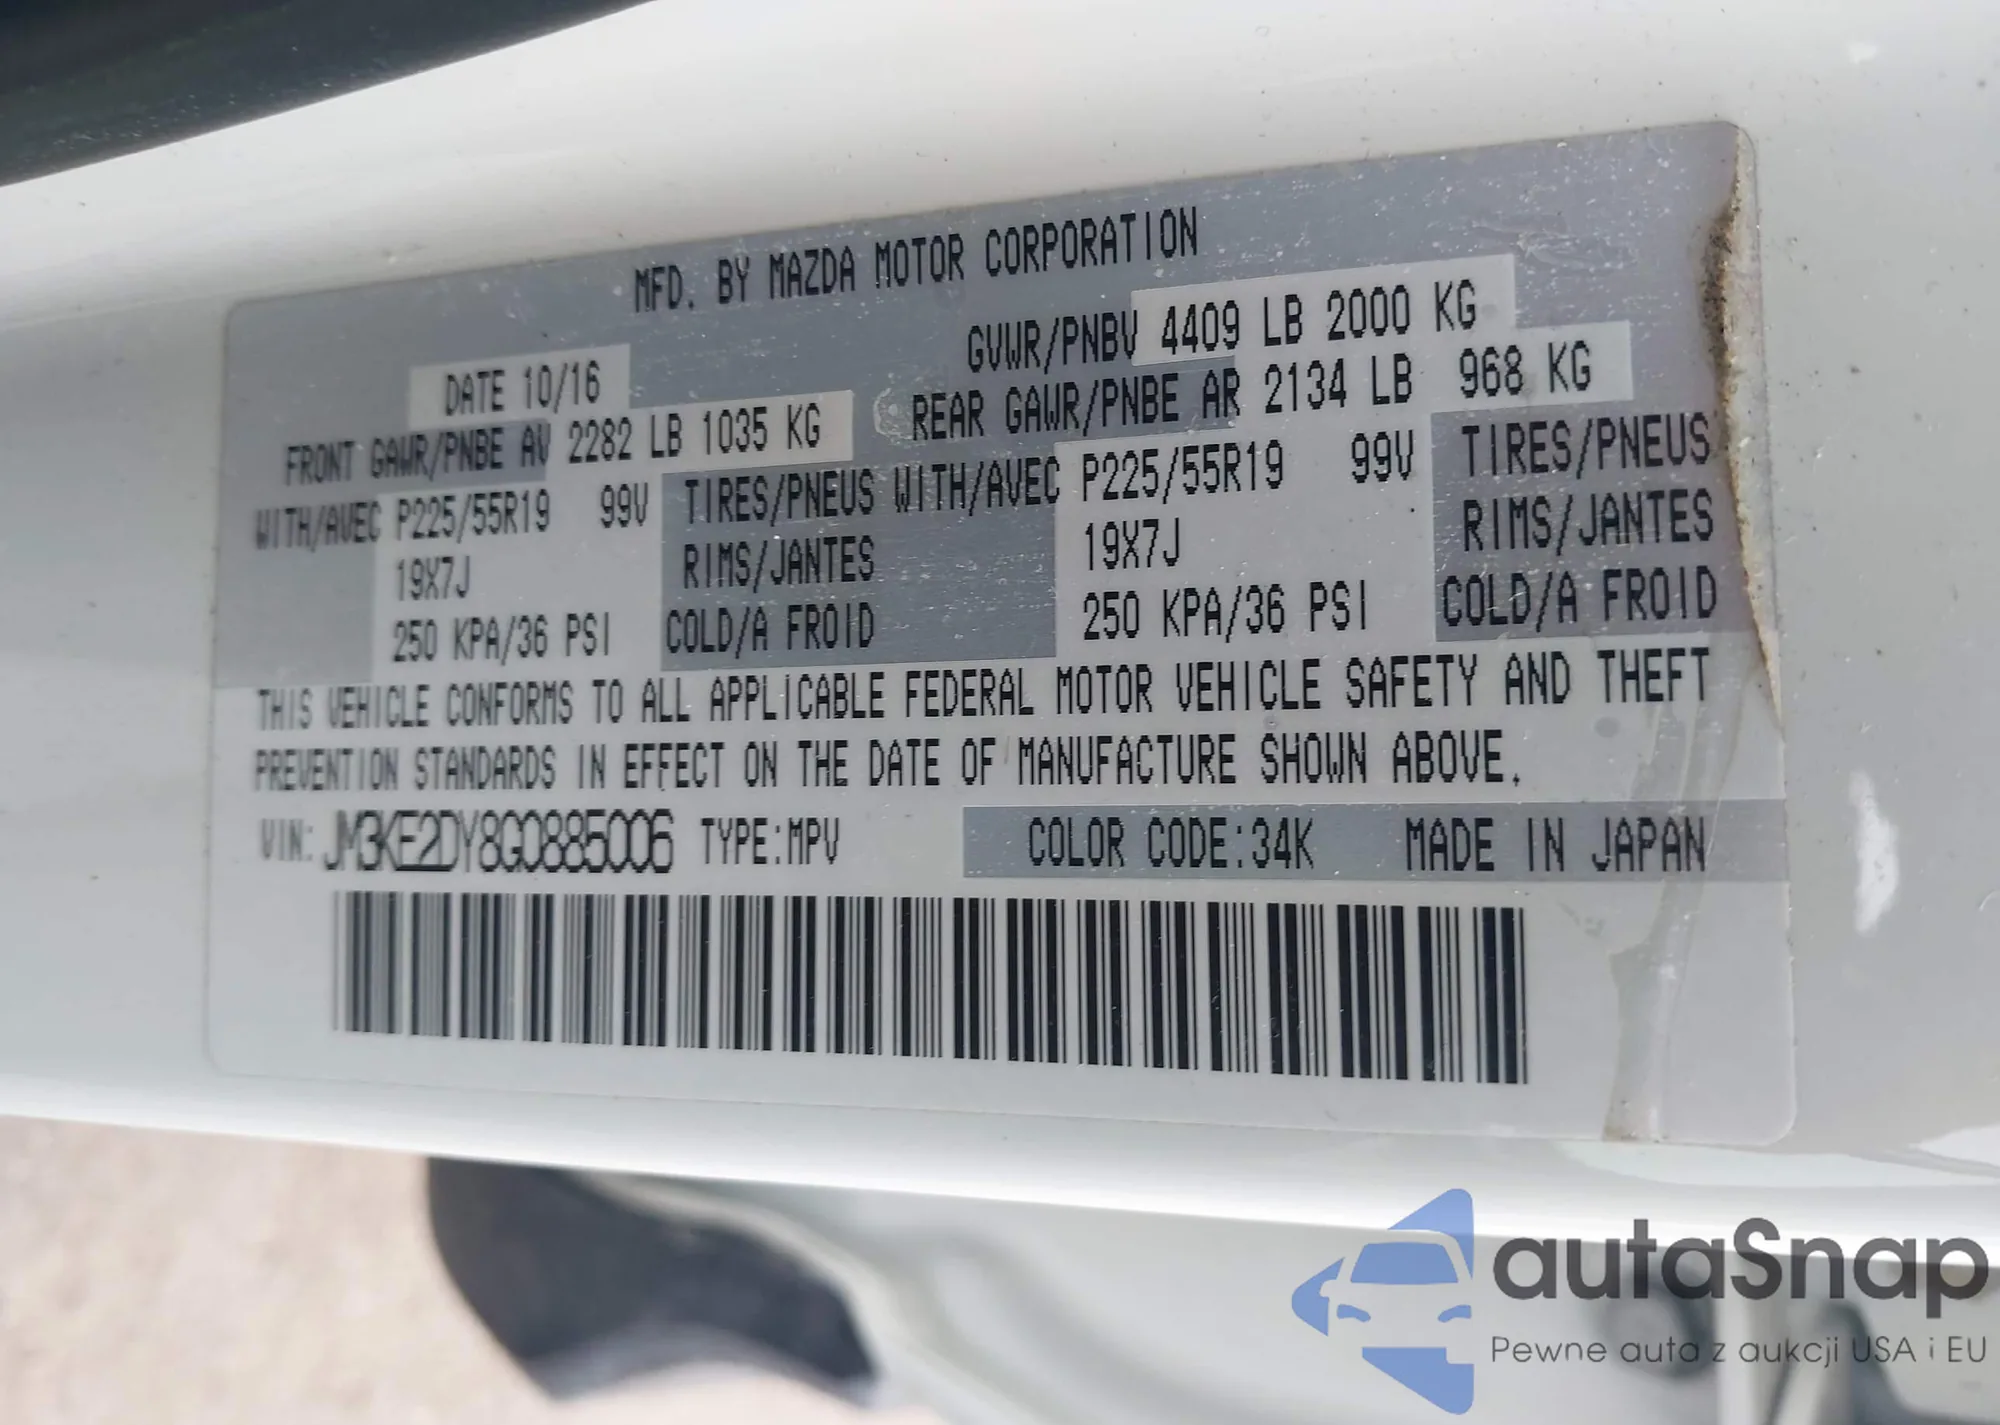 MFD. BY MAZDA MOTOR CORPORATION
DATE 10/16 GVWR/PNBV 4409 LB 2000 KG
FRONT GAWR/PNBE AV 2282 LB 1035 KG REAR GAWR/PNBE AR 2134 LB 968 KG
WITH/AVEC P225/55R19 99V TIRES/PNEUS WITH/AVEC P225/55R19 99V TIRES/PNEUS
19X7J RIMS/JANTES 19X7J RIMS/JANTES
250 KPA/36 PSI COLD/A FROID 250 KPA/36 PSI COLD/A FROID
THIS VEHICLE CONFORMS TO ALL APPLICABLE FEDERAL MOTOR VEHICLE SAFETY AND THEFT
PREVENTION STANDARDS IN EFFECT ON THE DATE OF MANUFACTURE SHOWN ABOVE.
VIN: JM3KE2DY8G0885006 TYPE:MPV COLOR CODE:34K MADE IN JAPAN
autaSnap
Pewne auta z aukcji USA i EU